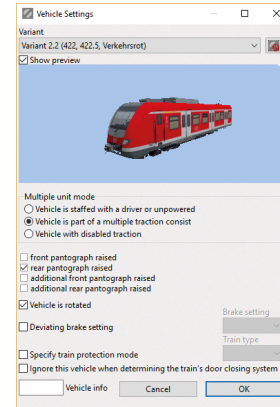 Vehicle Settings
Variant
Variant 2.2 (422, 422.5, Verkehrsrot)
Show preview
Multiple unit mode
Vehicle is staffed with a driver or unpowered
Vehicle is part of a multiple traction consist
Vehicle with disabled traction
front pantograph raised
rear pantograph raised
additional front pantograph raised
additional rear pantograph raised
Vehicle is rotated
Brake setting
Deviating brake setting
Train type
Specify train protection mode
Ignore this vehicle when determining the train's door closing system
Vehicle info Cancel OK